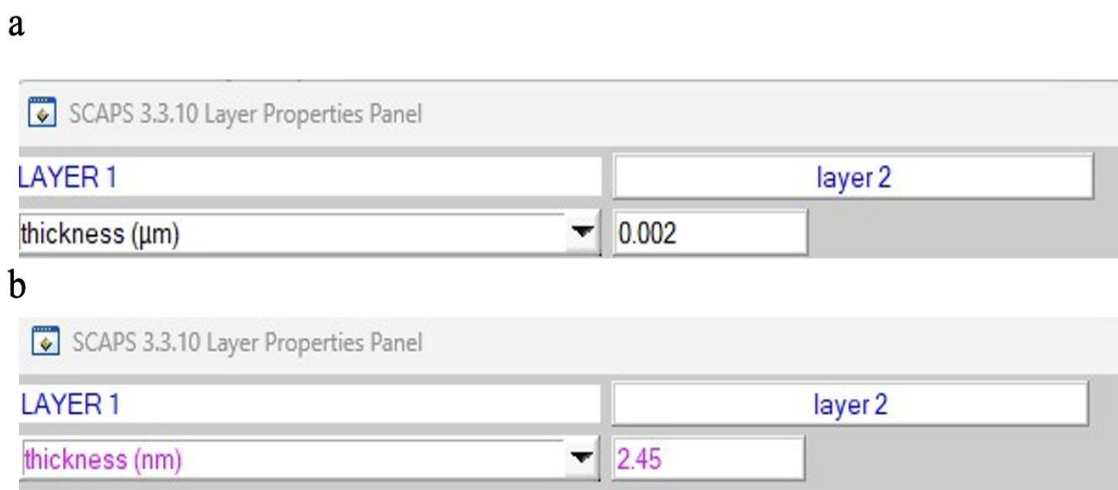 a
SCAPS 3.3.10 Layer Properties Panel
LAYER 1 layer 2
thickness (µm) 0.002
b
SCAPS 3.3.10 Layer Properties Panel
LAYER 1 layer 2
thickness (nm) 2.45